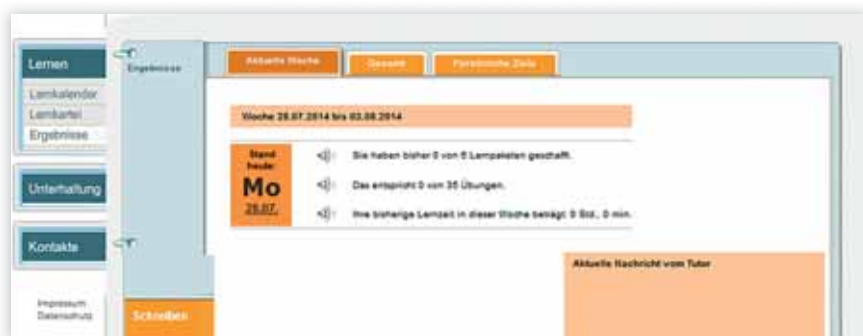 Lernen
Lernkalender
Lernkartei
Ergebnisse
Unterhaltung
Kontakte
Impressum
Datenschutz
Ergebnisse
Schreiben
Aktuelle Woche
Gesamt
Persönliche Ziele
Woche 28.07.2014 bis 03.08.2014
Stand
heute:
Mo
28.07.
Sie haben bisher 0 von 5 Lernpaketen geschafft.
Das entspricht 0 von 35 Übungen.
Ihre bisherige Lernzeit in dieser Woche beträgt: 0 Std., 0 min.
Aktuelle Nachricht vom Tutor